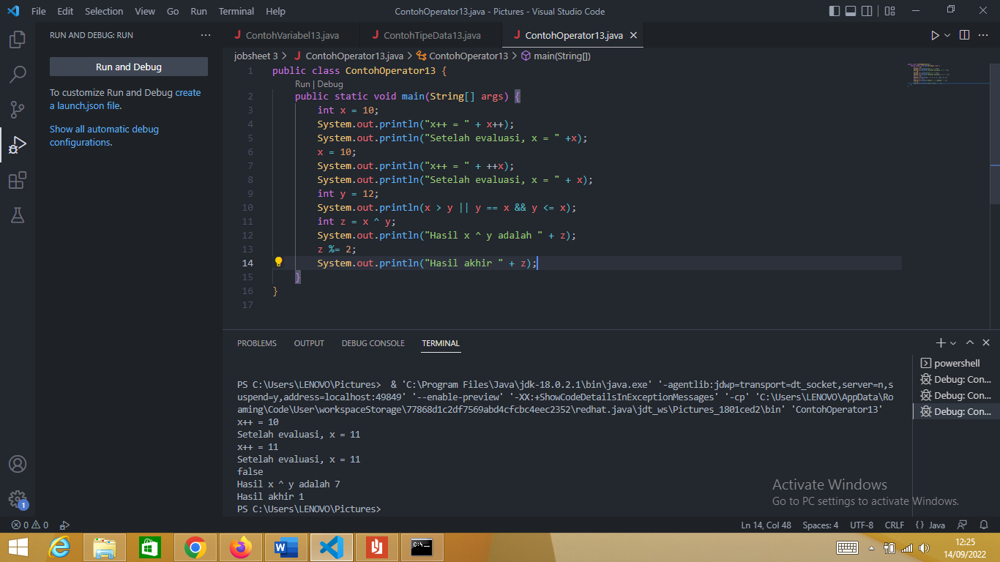 File Edit Selection View Go Run Terminal Help
ContohOperator13.java - Pictures - Visual Studio Code
RUN AND DEBUG: RUN
Run and Debug
To customize Run and Debug create
a launch.json file.
Show all automatic debug
configurations.
1
ContohVariabel13.java
ContohTipeData13.java
ContohOperator13.java
jobsheet 3 > ContohOperator13.java > ContohOperator13 > main(String[])
1 public class ContohOperator13 {
Run | Debug
2 public static void main(String[] args) {
3 int x = 10;
4 System.out.println("x++ = " + x++);
5 System.out.println("Setelah evaluasi, x = " +x);
6 x = 10;
7 System.out.println("x++ = " + ++x);
8 System.out.println("Setelah evaluasi, x = " + x);
9 int y = 12;
10 System.out.println(x > y || y == x && y <= x);
11 int z = x ^ y;
12 System.out.println("Hasil x ^ y adalah " + z);
13 z %= 2;
14 System.out.println("Hasil akhir " + z);
15 }
16 }
17
PROBLEMS OUTPUT DEBUG CONSOLE TERMINAL
PS C:\Users\LENOVO\Pictures>  & 'C:\Program Files\Java\jdk-18.0.2.1\bin\java.exe' '-agentlib:jdwp=transport=dt_socket,server=n,s
uspend=y,address=localhost:49849' '--enable-preview' '-XX:+ShowCodeDetailsInExceptionMessages' '-cp' 'C:\Users\LENOVO\AppData\Ro
aming\Code\User\workspaceStorage\77868d1c2df7569abd4cfcbc4eec2352\redhat.java\jdt_ws\Pictures_1801ced2\bin' 'ContohOperator13'
x++ = 10
Setelah evaluasi, x = 11
x++ = 11
Setelah evaluasi, x = 11
false
Hasil x ^ y adalah 7
Hasil akhir 1
PS C:\Users\LENOVO\Pictures>
powershell
Debug: Con...
Debug: Con...
Debug: Con...
Activate Windows
Go to PC settings to activate Windows.
0 0
Ln 14, Col 48 Spaces: 4 UTF-8 CRLF {} Java
12:25
14/09/2022